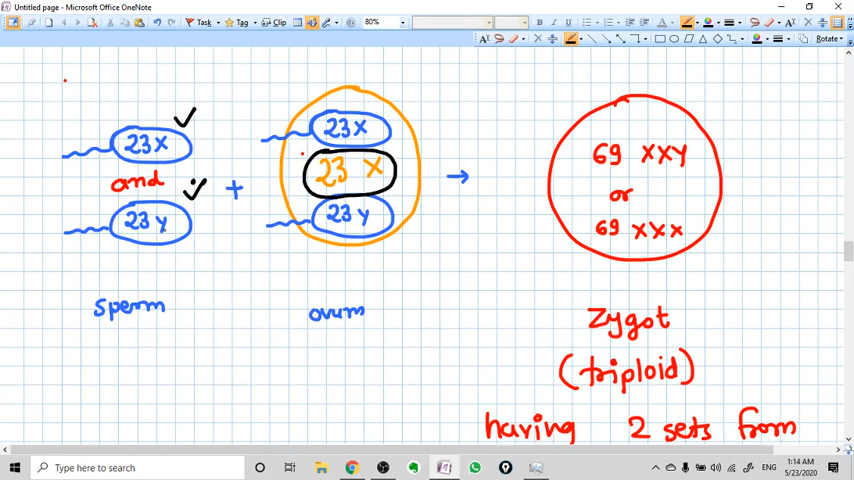 Untitled page - Microsoft Office OneNote
Task Tag Clip 80%
A Rotate
23X
and
23Y
sperm
+
23X
23 X
23Y
ovum
→
69 XXY
or
69 XXX
Zygot
(triploid)
having 2 sets from
Type here to search
ENG
1:14 AM
5/23/2020